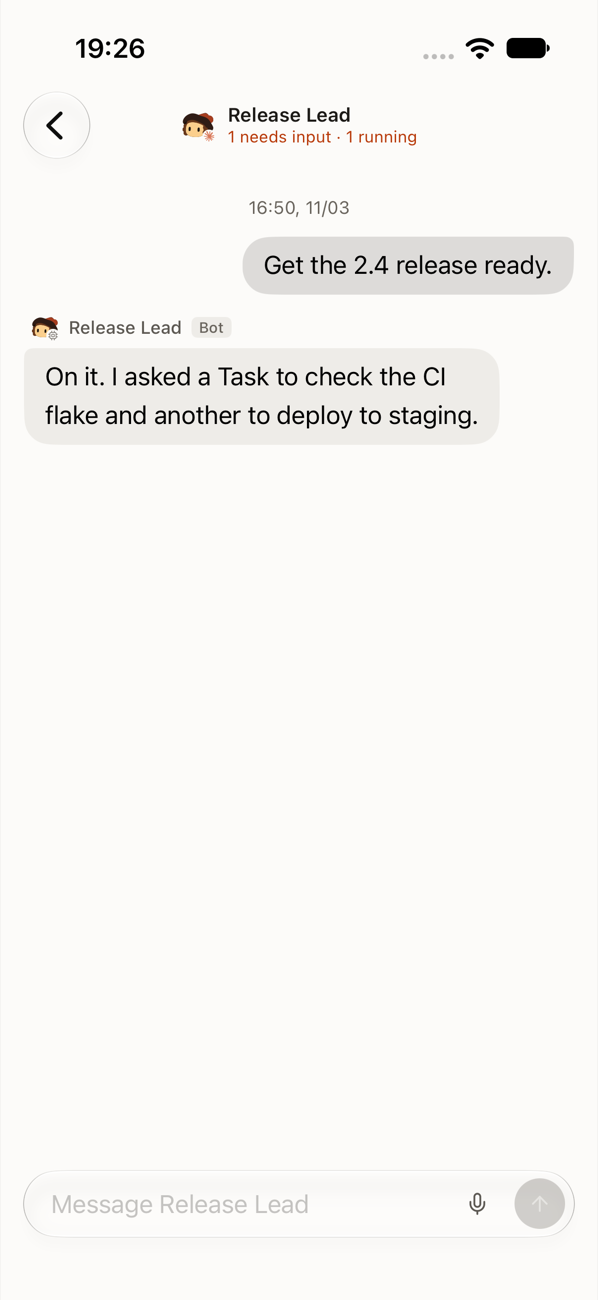 19:26
Release Lead
1 needs input · 1 running
16:50, 11/03
Get the 2.4 release ready.
Release Lead Bot
On it. I asked a Task to check the CI
flake and another to deploy to staging.
Message Release Lead